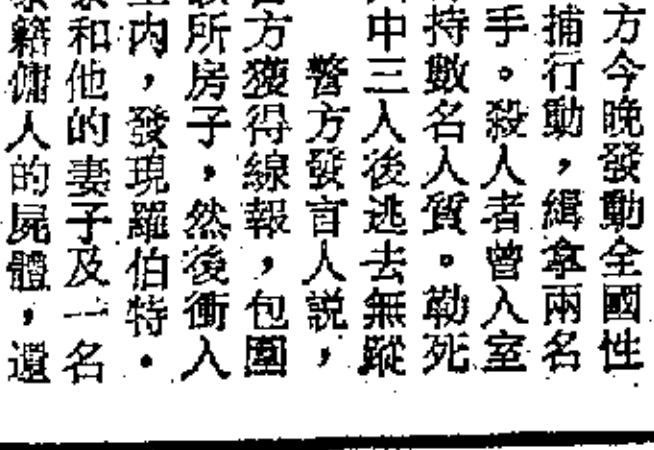 方今晚發動全國性
捕行動，緝拿兩名
手。殺人者曾入室
持數名人質。勒死
中三人後逃去無蹤
警方發言人説，
方獲得線報，包圍
所房子，然後衝入
內，發現羅伯特．
和他的妻子及一名
籍傭人的屍體，還